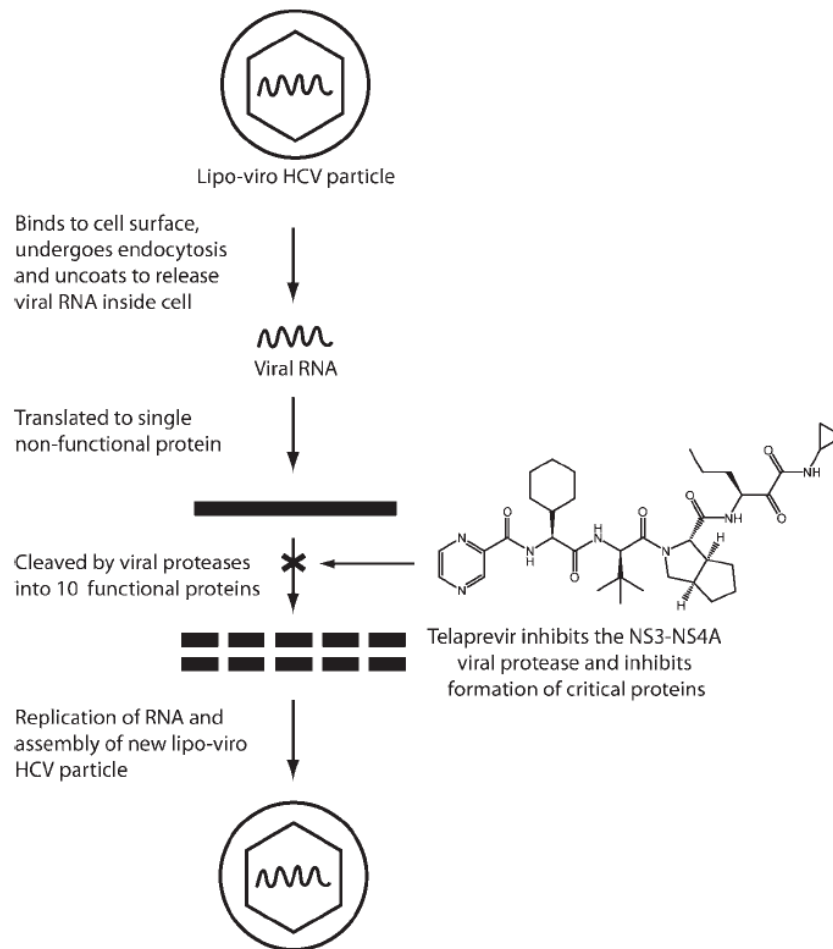 Lipo-viro HCV particle
Binds to cell surface,
undergoes endocytosis
and uncoats to release
viral RNA inside cell
Viral RNA
Translated to single
non-functional protein
Cleaved by viral proteases
into 10 functional proteins
N
N
O
N
H
O
H
N
O
N
O
N
H
O
O
N
H
H
H
Telaprevir inhibits the NS3-NS4A
viral protease and inhibits
formation of critical proteins
Replication of RNA and
assembly of new lipo-viro
HCV particle